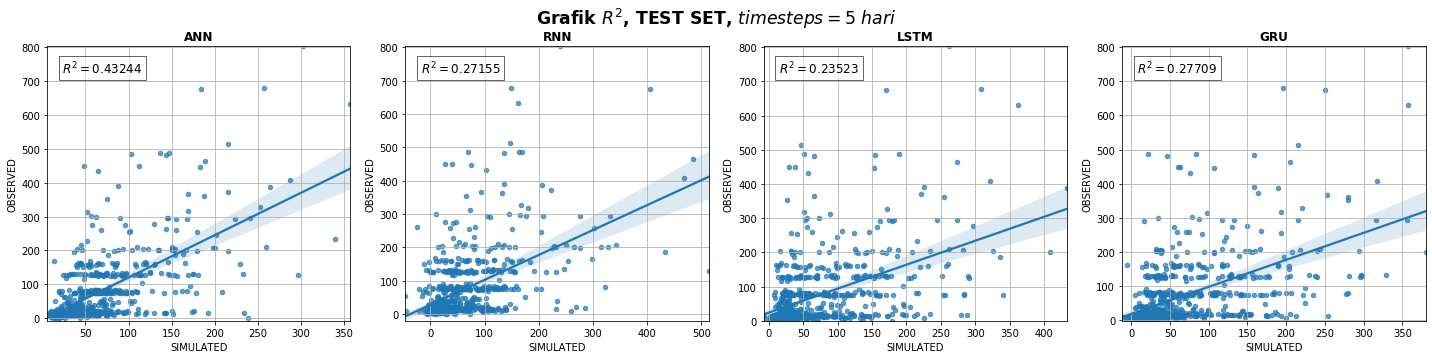 Grafik R², TEST SET, timesteps = 5 hari
ANN
R² = 0.43244
OBSERVED
800
700
600
500
400
300
200
100
0
50 100 150 200 250 300 350
SIMULATED
RNN
R² = 0.27155
OBSERVED
800
700
600
500
400
300
200
100
0
0 100 200 300 400 500
SIMULATED
LSTM
R² = 0.23523
OBSERVED
800
700
600
500
400
300
200
100
0
0 50 100 150 200 250 300 350 400
SIMULATED
GRU
R² = 0.27709
OBSERVED
800
700
600
500
400
300
200
100
0
0 50 100 150 200 250 300 350
SIMULATED